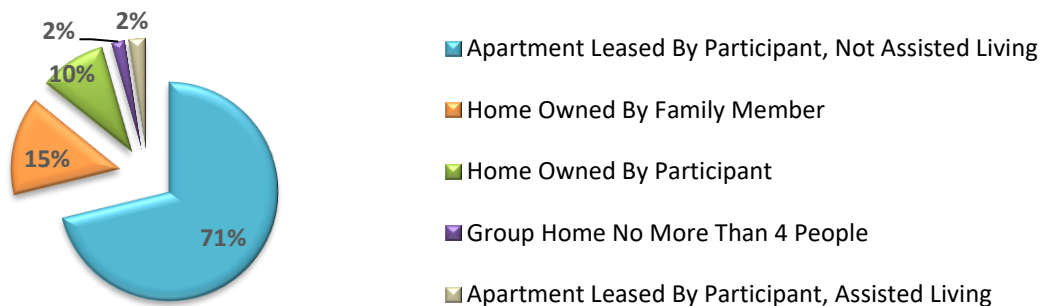 2%
2%
10%
15%
71%
Apartment Leased By Participant, Not Assisted Living
Home Owned By Family Member
Home Owned By Participant
Group Home No More Than 4 People
Apartment Leased By Participant, Assisted Living